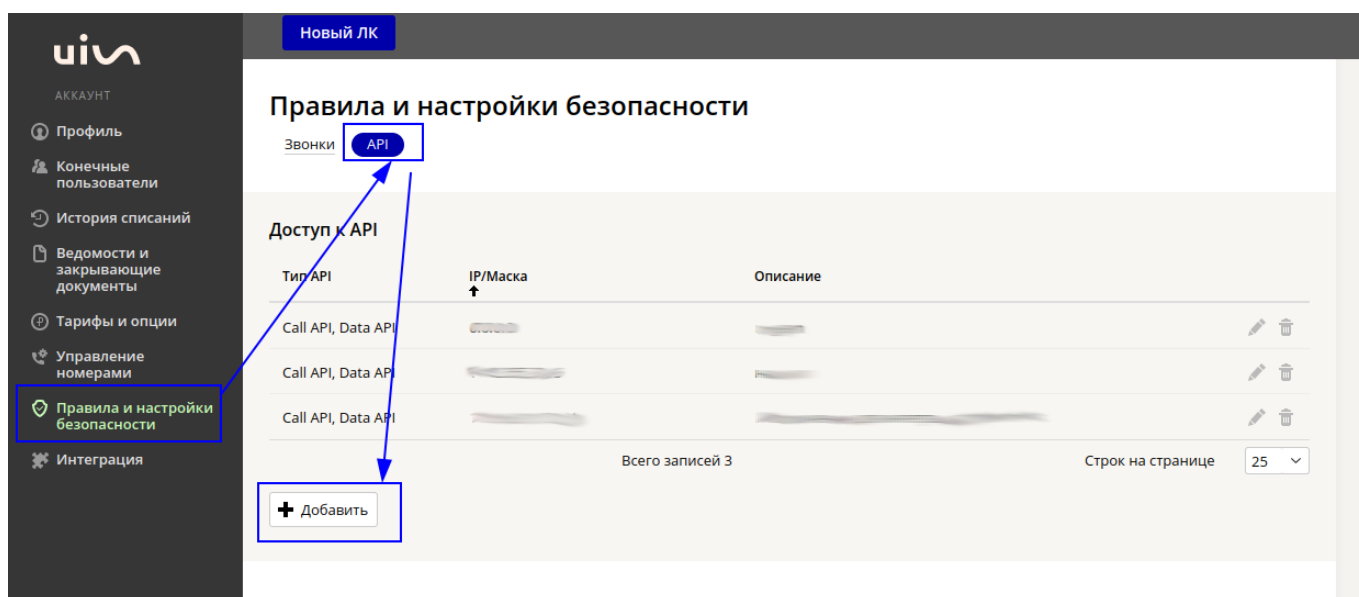 uis
Новый ЛК
АККАУНТ
Профиль
Конечные
пользователи
История списаний
Ведомости и
закрывающие
документы
Тарифы и опции
Управление
номерами
Правила и настройки
безопасности
Интеграция
Правила и настройки безопасности
Звонки API
Доступ к API
Тип API IP/Маска Описание
Call API, Data API
Call API, Data API
Call API, Data API
Всего записей 3 Строк на странице 25
Добавить